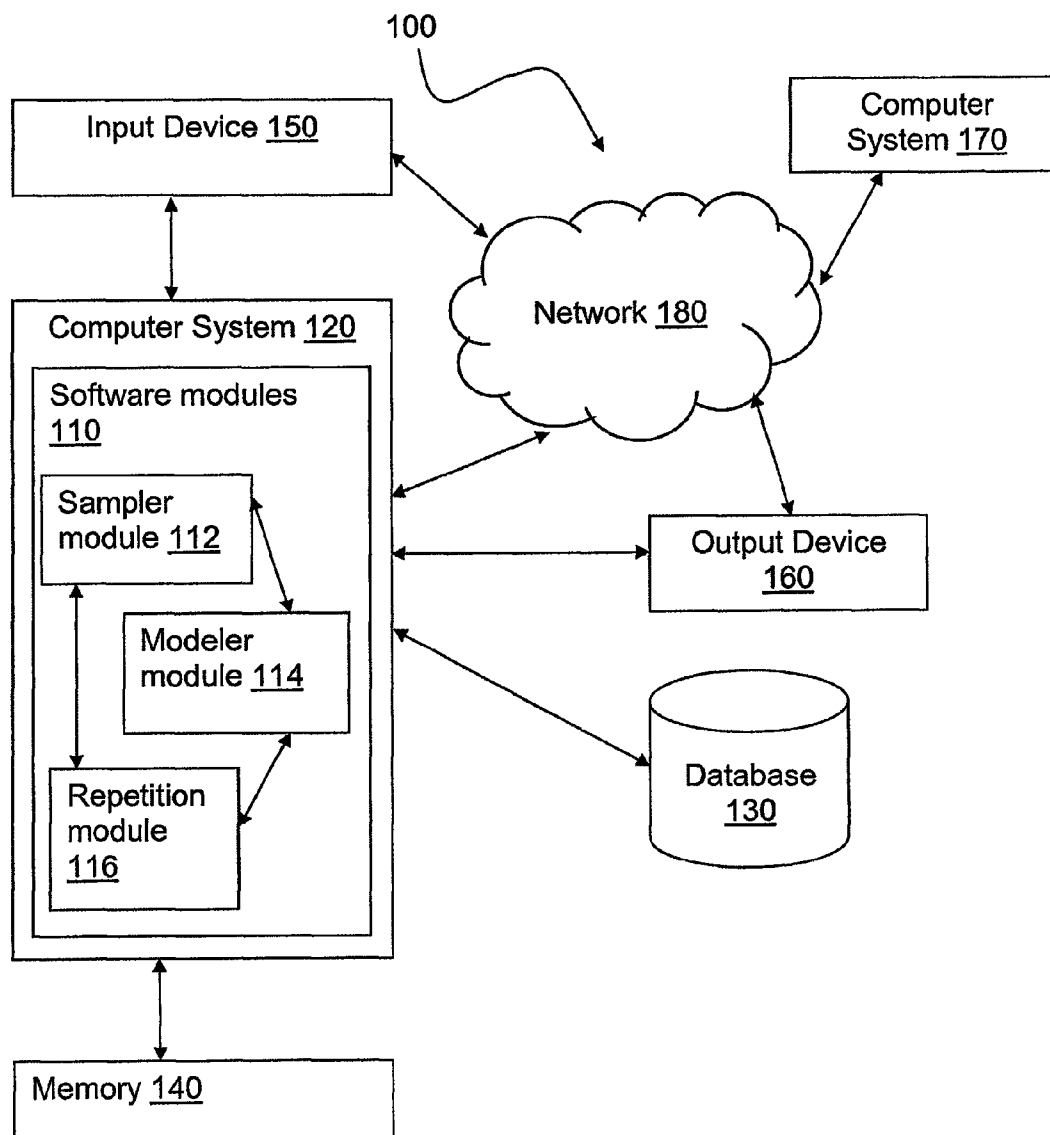 100
Input Device 150
Computer
System 170
Network 180
Computer System 120
Software modules
110
Sampler
module 112
Modeler
module 114
Repetition
module
116
Output Device
160
Database
130
Memory 140